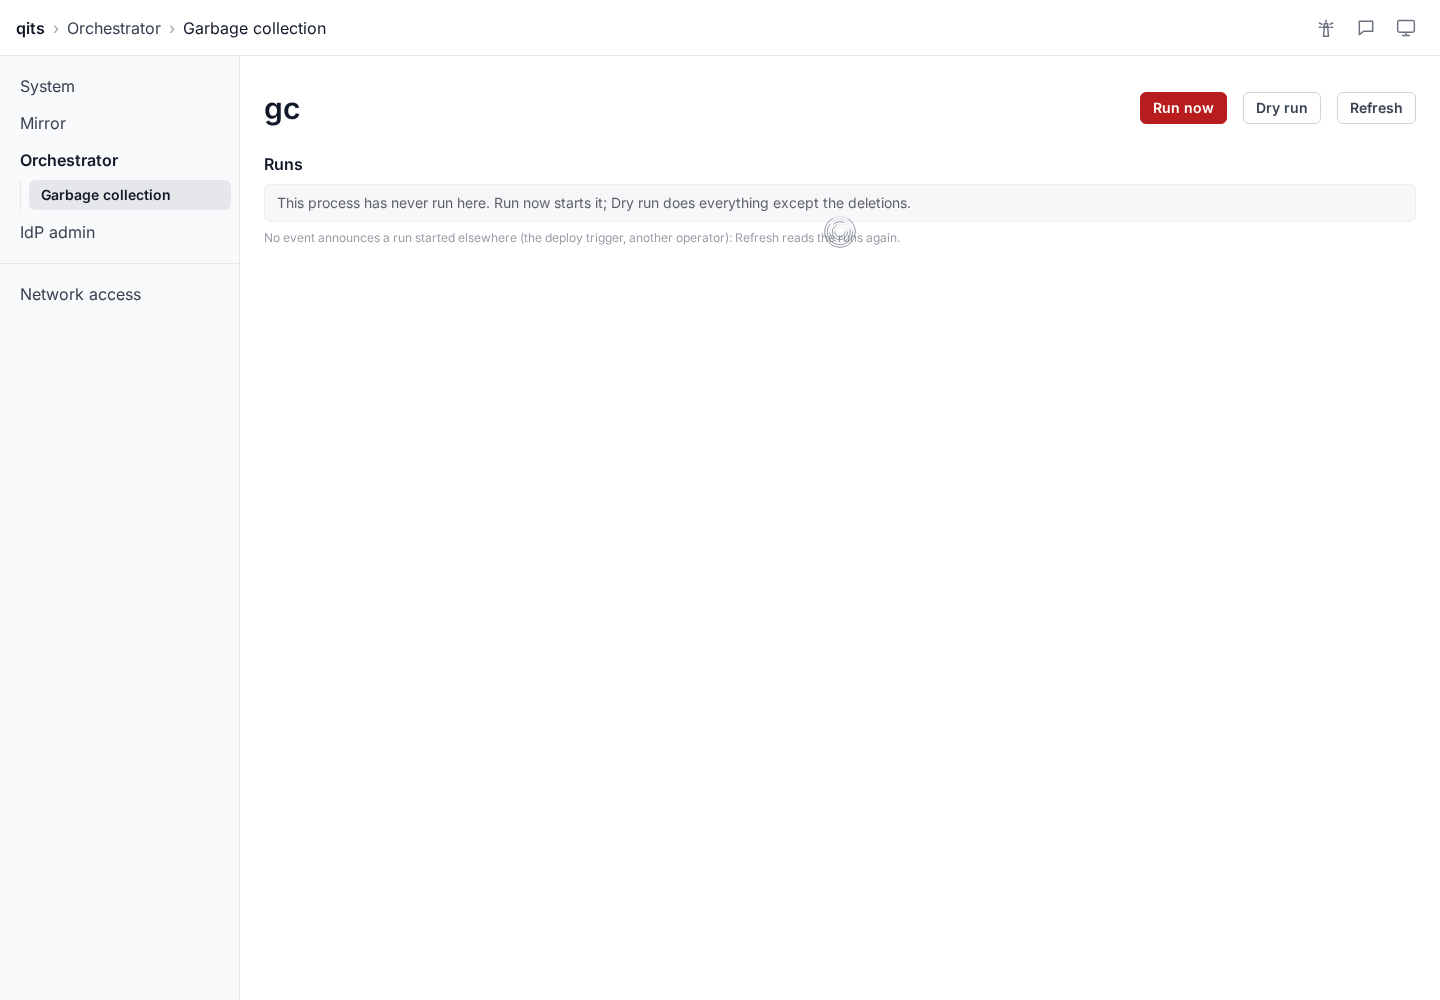 qits › Orchestrator › Garbage collection
System
Mirror
Orchestrator
Garbage collection
IdP admin
Network access
gc
Run now
Dry run
Refresh
Runs
This process has never run here. Run now starts it; Dry run does everything except the deletions.
No event announces a run started elsewhere (the deploy trigger, another operator): Refresh reads the runs again.